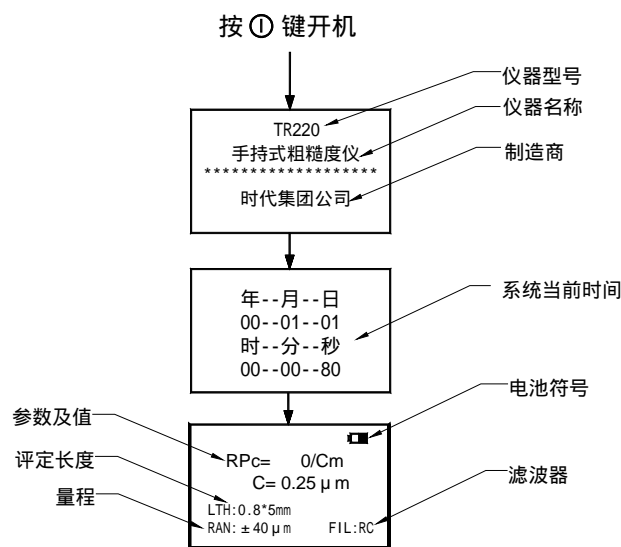 按 ⏼ 键开机
仪器型号
TR220
仪器名称
手持式粗糙度仪
*******************
制造商
时代集团公司
年--月--日
系统当前时间
00--01--01
时--分--秒
00--00--80
电池符号
参数及值
RPc= 0/Cm
评定长度
C= 0.25 μ m
滤波器
量程
LTH:0.8*5mm
RAN: ± 40 μ m FIL:RC